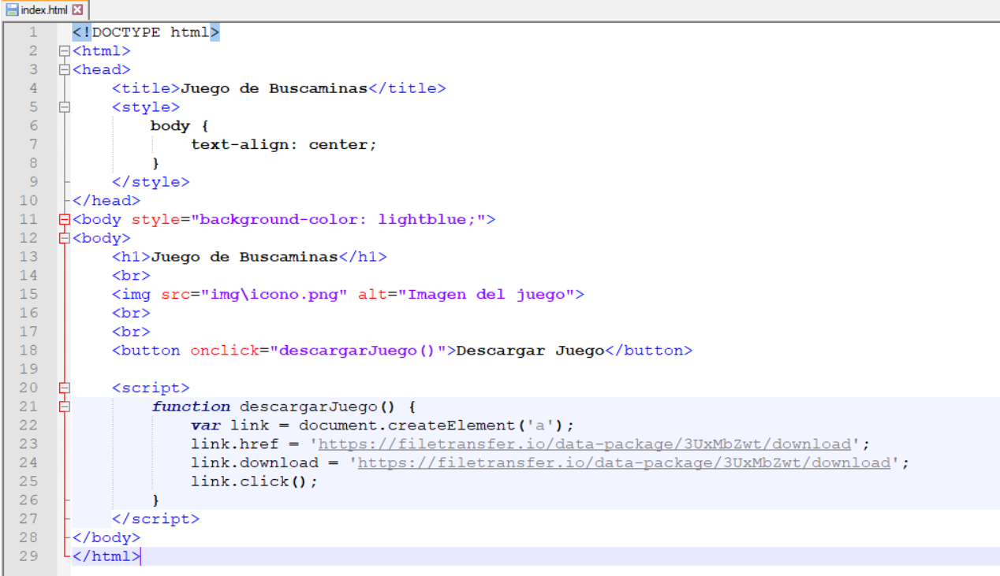 index.html
1 <!DOCTYPE html>
2 <html>
3 <head>
4     <title>Juego de Buscaminas</title>
5     <style>
6         body {
7             text-align: center;
8         }
9     </style>
10 </head>
11 <body style="background-color: lightblue;">
12 <body>
13     <h1>Juego de Buscaminas</h1>
14     <br>
15     <img src="img\icono.png" alt="Imagen del juego">
16     <br>
17     <br>
18     <button onclick="descargarJuego()">Descargar Juego</button>
19
20     <script>
21         function descargarJuego() {
22             var link = document.createElement('a');
23             link.href = 'https://filetransfer.io/data-package/3UxMbZwt/download';
24             link.download = 'https://filetransfer.io/data-package/3UxMbZwt/download';
25             link.click();
26         }
27     </script>
28 </body>
29 </html>